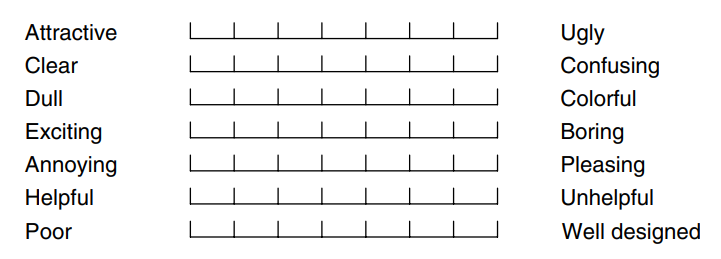 Attractive Ugly
Clear Confusing
Dull Colorful
Exciting Boring
Annoying Pleasing
Helpful Unhelpful
Poor Well designed